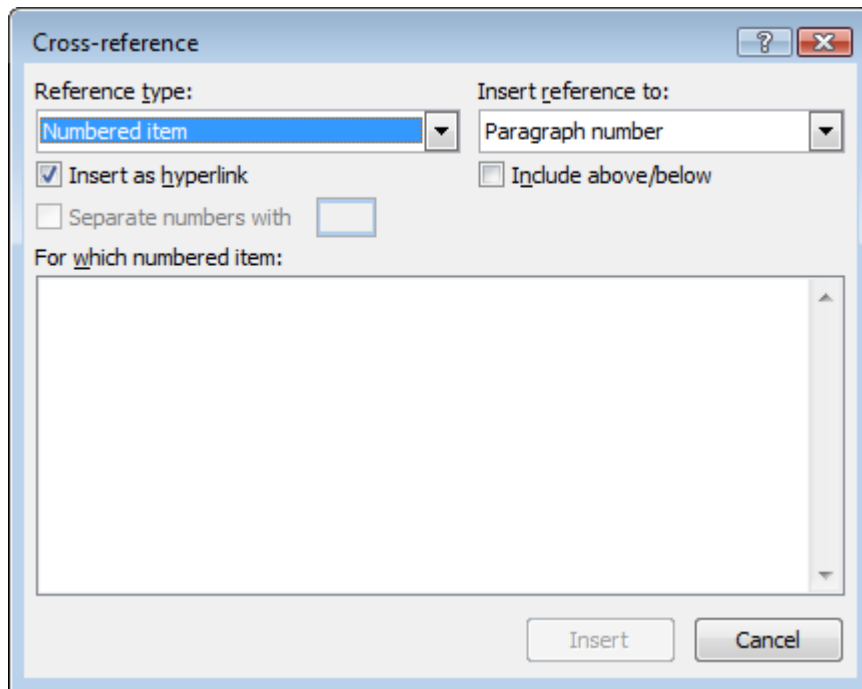 Cross-reference
Reference type:
Insert reference to:
Numbered item
Paragraph number
Insert as hyperlink
Include above/below
Separate numbers with
For which numbered item:
Insert
Cancel